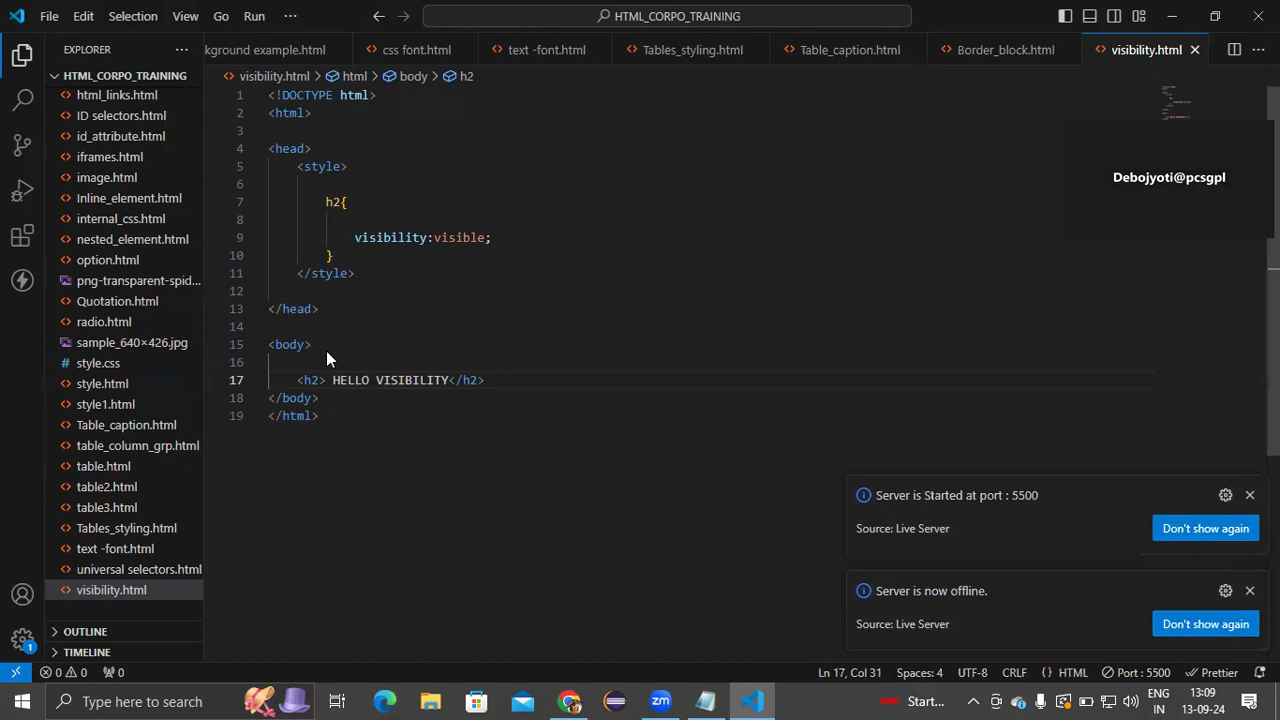 File Edit Selection View Go Run ··· HTML_CORPO_TRAINING
EXPLORER ···
kground example.html css font.html text -font.html Tables_styling.html Table_caption.html Border_block.html visibility.html
HTML_CORPO_TRAINING
html_links.html
ID selectors.html
id_attribute.html
iframes.html
image.html
Inline_element.html
internal_css.html
nested_element.html
option.html
png-transparent-spid...
Quotation.html
radio.html
sample_640×426.jpg
style.css
style.html
style1.html
Table_caption.html
table_column_grp.html
table.html
table2.html
table3.html
Tables_styling.html
text -font.html
universal selectors.html
visibility.html
OUTLINE
TIMELINE
visibility.html > html > body > h2
1 <!DOCTYPE html>
2 <html>
3
4 <head>
5 <style>
6
7 h2{
8
9 visibility:visible;
10 }
11 </style>
12
13 </head>
14
15 <body>
16
17 <h2> HELLO VISIBILITY</h2>
18 </body>
19 </html>
Debojyoti@pcsgpl
Server is Started at port : 5500
Source: Live Server Don't show again
Server is now offline.
Source: Live Server Don't show again
1
0 0 0 Ln 17, Col 31 Spaces: 4 UTF-8 CRLF {} HTML Port : 5500 Prettier
Type here to search zm Start... ENG IN 13:09 13-09-24